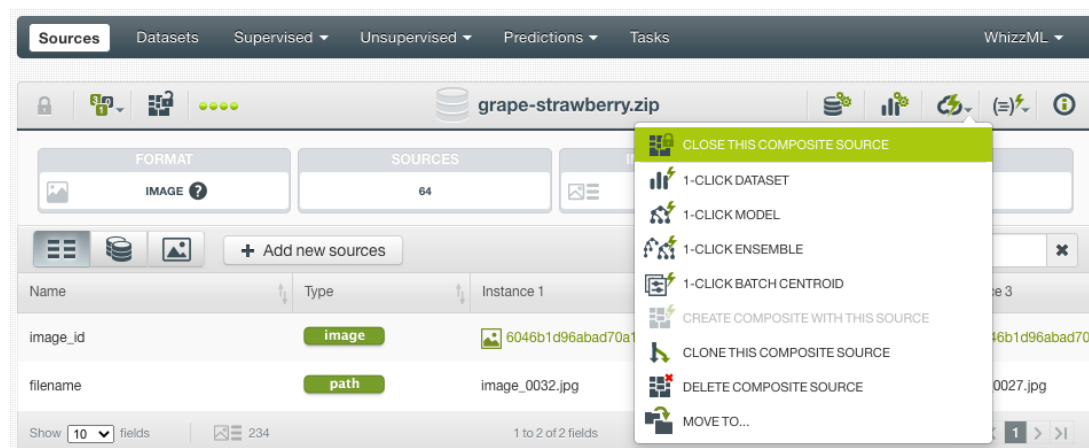 Sources Datasets Supervised Unsupervised Predictions Tasks WhizzML
grape-strawberry.zip
FORMAT SOURCES
IMAGE 64
CLOSE THIS COMPOSITE SOURCE
1-CLICK DATASET
1-CLICK MODEL
1-CLICK ENSEMBLE
1-CLICK BATCH CENTROID
CREATE COMPOSITE WITH THIS SOURCE
CLONE THIS COMPOSITE SOURCE
DELETE COMPOSITE SOURCE
MOVE TO...
+ Add new sources
Name Type Instance 1 ce 3
image_id image 6046b1d96abad70a1 46b1d96abad70
filename path image_0032.jpg 0027.jpg
Show 10 fields 234 1 to 2 of 2 fields 1